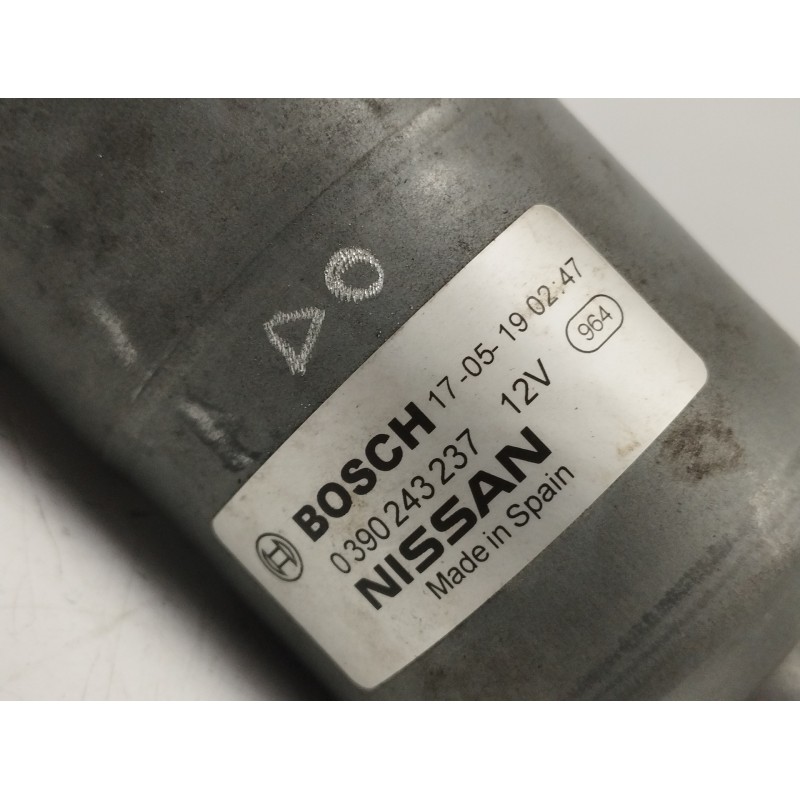 BOSCH 17-05-19 02:47
0390 243 237 12V 964
NISSAN
Made in Spain